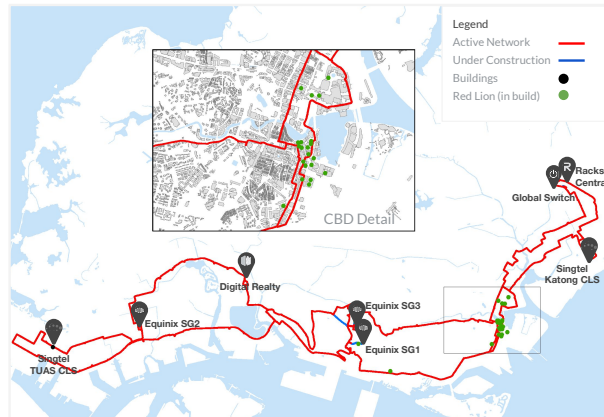 Legend
Active Network
Under Construction
Buildings
Red Lion (in build)
CBD Detail
Racks
Central
Global Switch
Singtel
Katong CLS
Digital Realty
Equinix SG3
Equinix SG2
Equinix SG1
Singtel
TUAS CLS